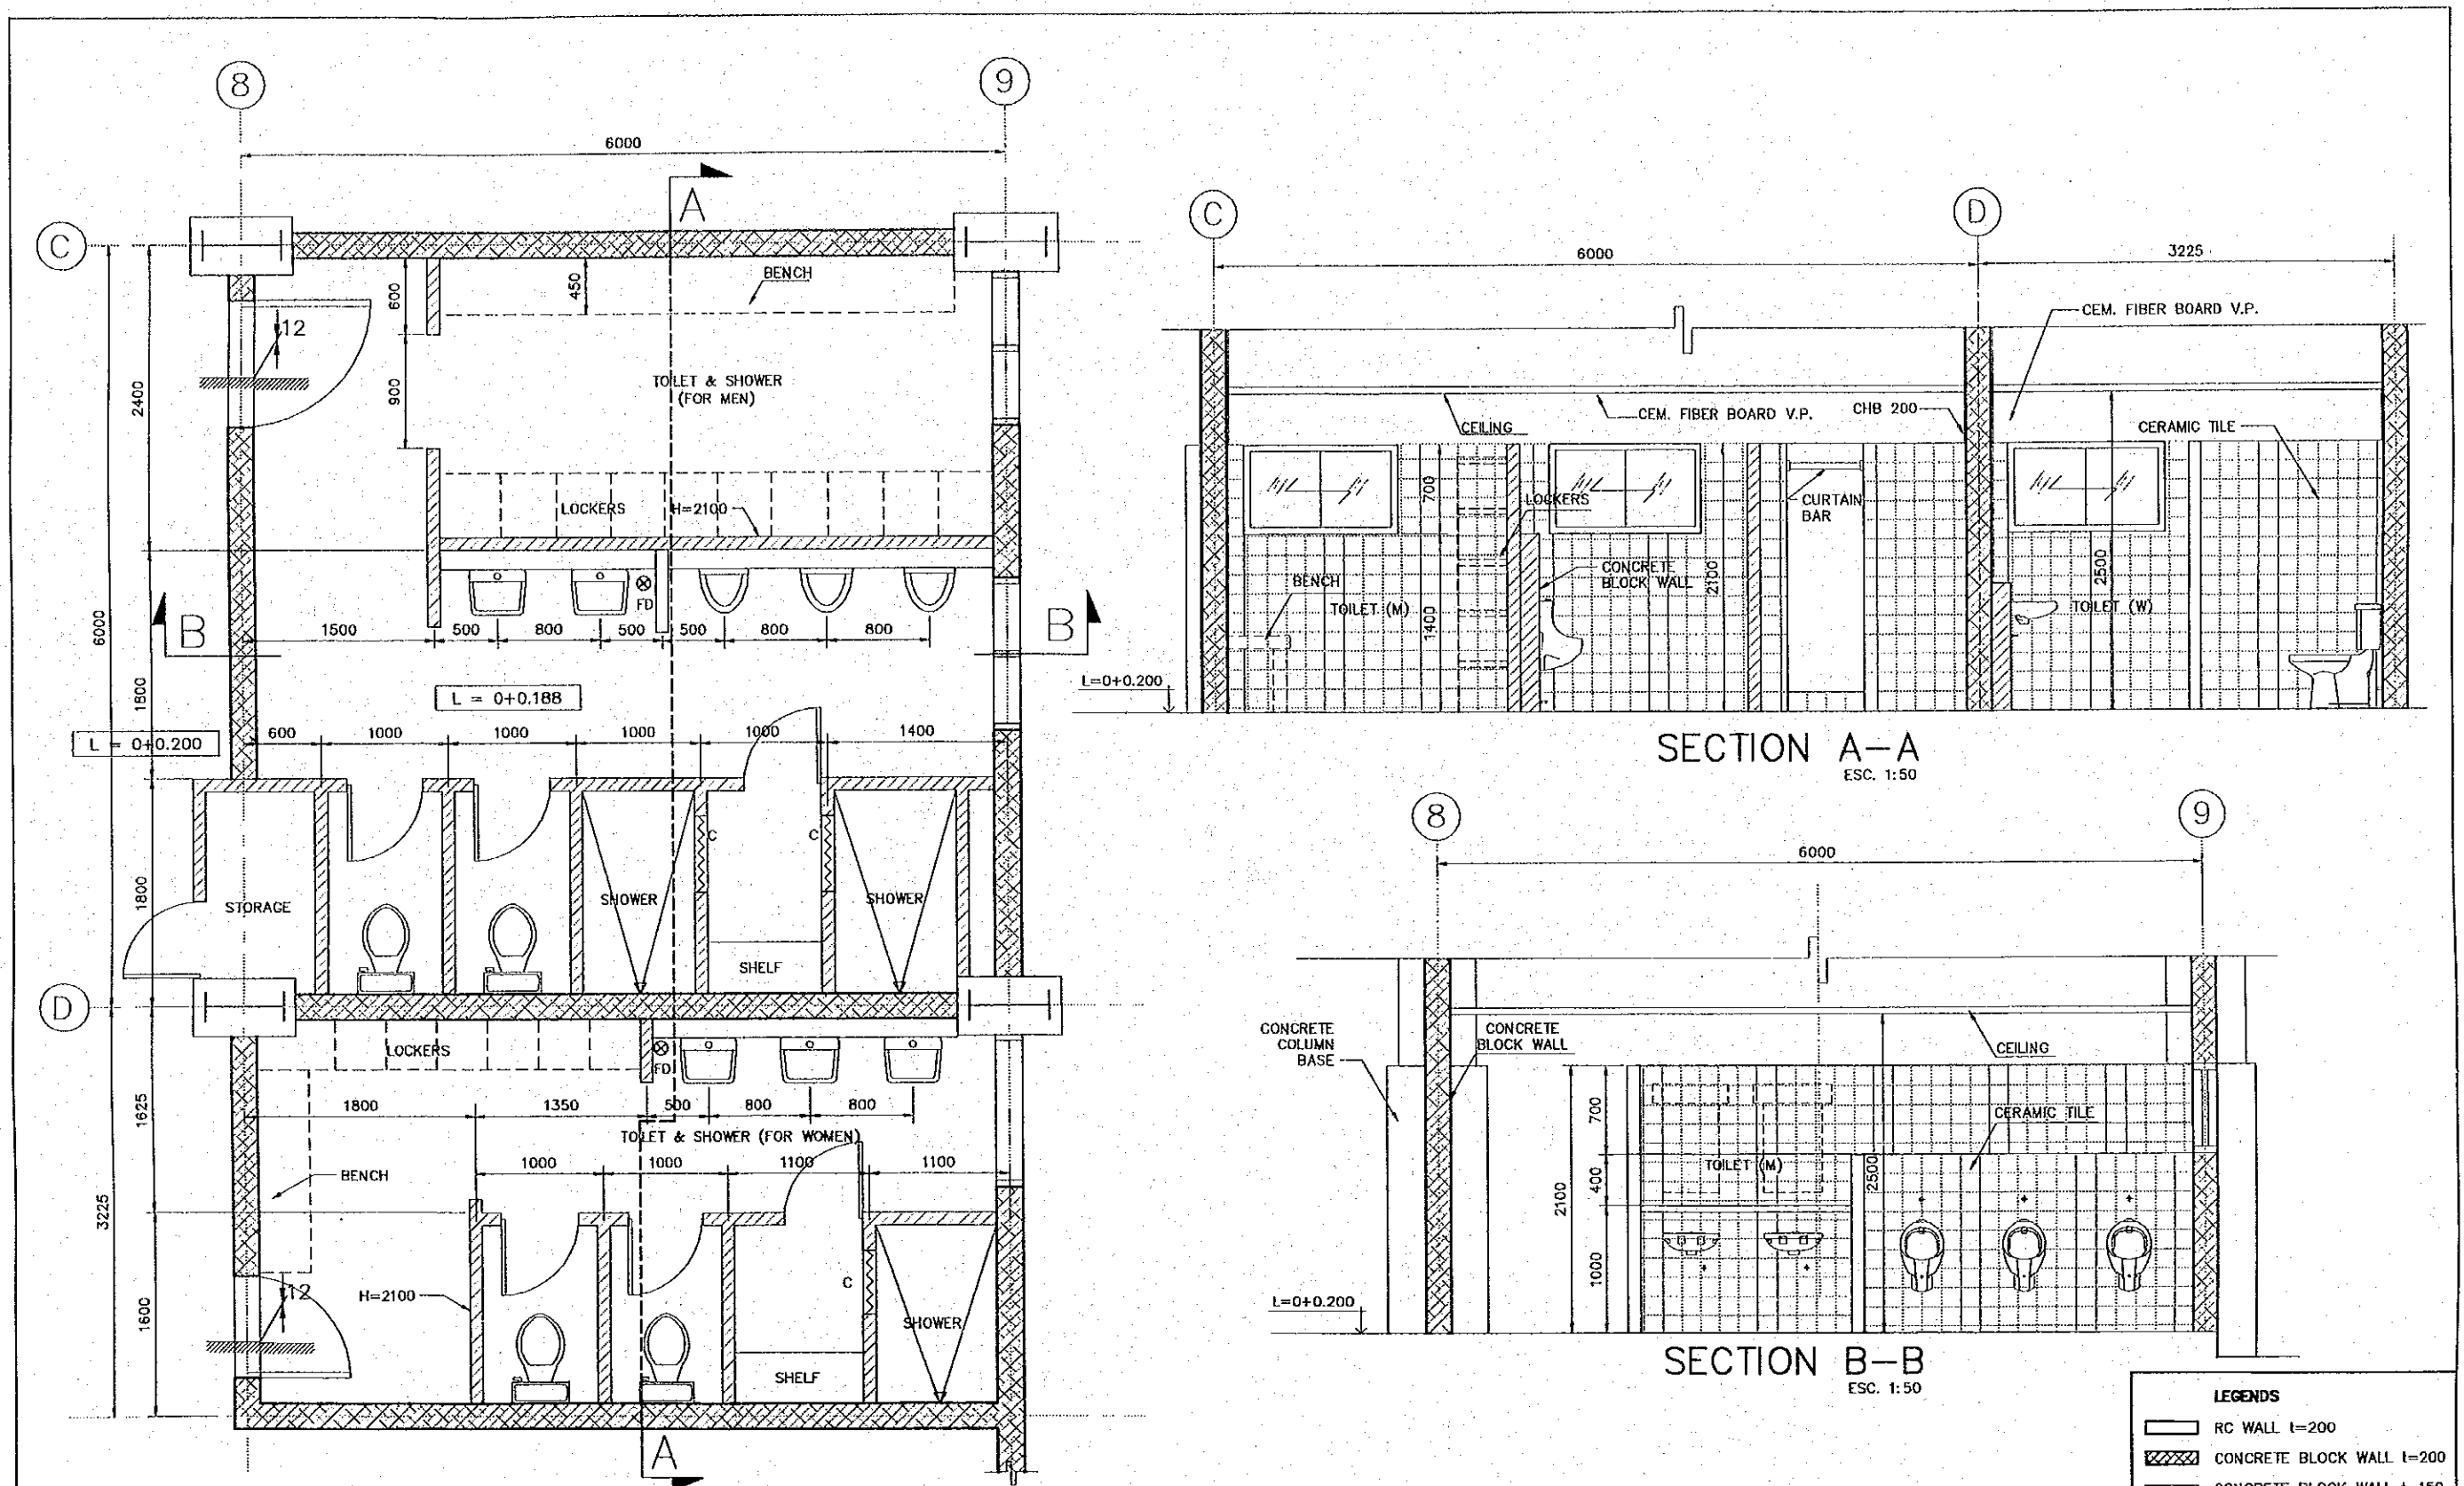 8
9
6000
A
C
BENCH
600
450
12
2400
900
TOILET & SHOWER
(FOR MEN)
LOCKERS
H=2100
FD
B
B
1500
500
800
500
500
800
800
6000
1800
L = 0+0.188
L = 0+0.200
600
1000
1000
1000
1000
1400
C
C
1800
STORAGE
SHOWER
SHOWER
SHELF
D
LOCKERS
FD
1800
1350
500
800
800
1625
TOILET & SHOWER (FOR WOMEN)
1000
1000
1100
1100
BENCH
3225
12
H=2100
C
1600
SHOWER
SHELF
A
C
D
6000
3225
CEM. FIBER BOARD V.P.
CEM. FIBER BOARD V.P.
CHB 200
CEILING
CERAMIC TILE
700
LOCKERS
CURTAIN
BAR
BENCH
CONCRETE
BLOCK WALL
2100
2500
TOILET (M)
1400
TOILET (W)
L=0+0.200
SECTION A-A
ESC. 1:50
8
9
6000
CONCRETE
COLUMN
BASE
CONCRETE
BLOCK WALL
CEILING
700
CERAMIC TILE
TOILET (M)
2100
400
2500
1000
L=0+0.200
SECTION B-B
ESC. 1:50
LEGENDS
RC WALL t=200
CONCRETE BLOCK WALL t=200
CONCRETE BLOCK WALL t=150